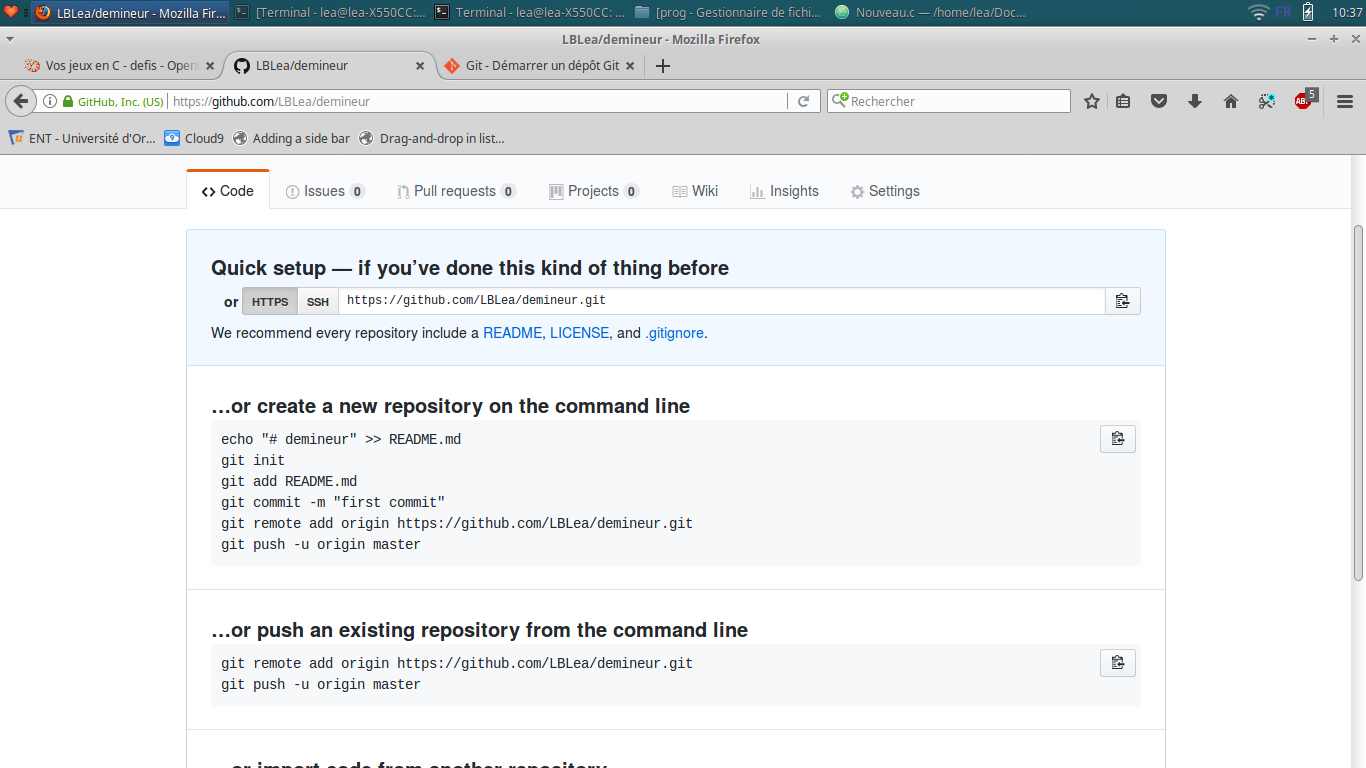 LBLea/demineur - Mozilla Fir...
[Terminal - lea@lea-X550CC:...
Terminal - lea@lea-X550CC: ...
[prog - Gestionnaire de fichi...
Nouveau.c — /home/lea/Doc...
FR
10:37
LBLea/demineur - Mozilla Firefox
Vos jeux en C - defis - Open
LBLea/demineur
Git - Démarrer un dépôt Git
GitHub, Inc. (US)
https://github.com/LBLea/demineur
Rechercher
ABP
5
ENT - Université d'Or...
Cloud9
Adding a side bar
Drag-and-drop in list...
Code
Issues 0
Pull requests 0
Projects 0
Wiki
Insights
Settings
Quick setup — if you’ve done this kind of thing before
or HTTPS SSH https://github.com/LBLea/demineur.git
We recommend every repository include a README, LICENSE, and .gitignore.
…or create a new repository on the command line
echo "# demineur" >> README.md
git init
git add README.md
git commit -m "first commit"
git remote add origin https://github.com/LBLea/demineur.git
git push -u origin master
…or push an existing repository from the command line
git remote add origin https://github.com/LBLea/demineur.git
git push -u origin master
…or import code from another repository